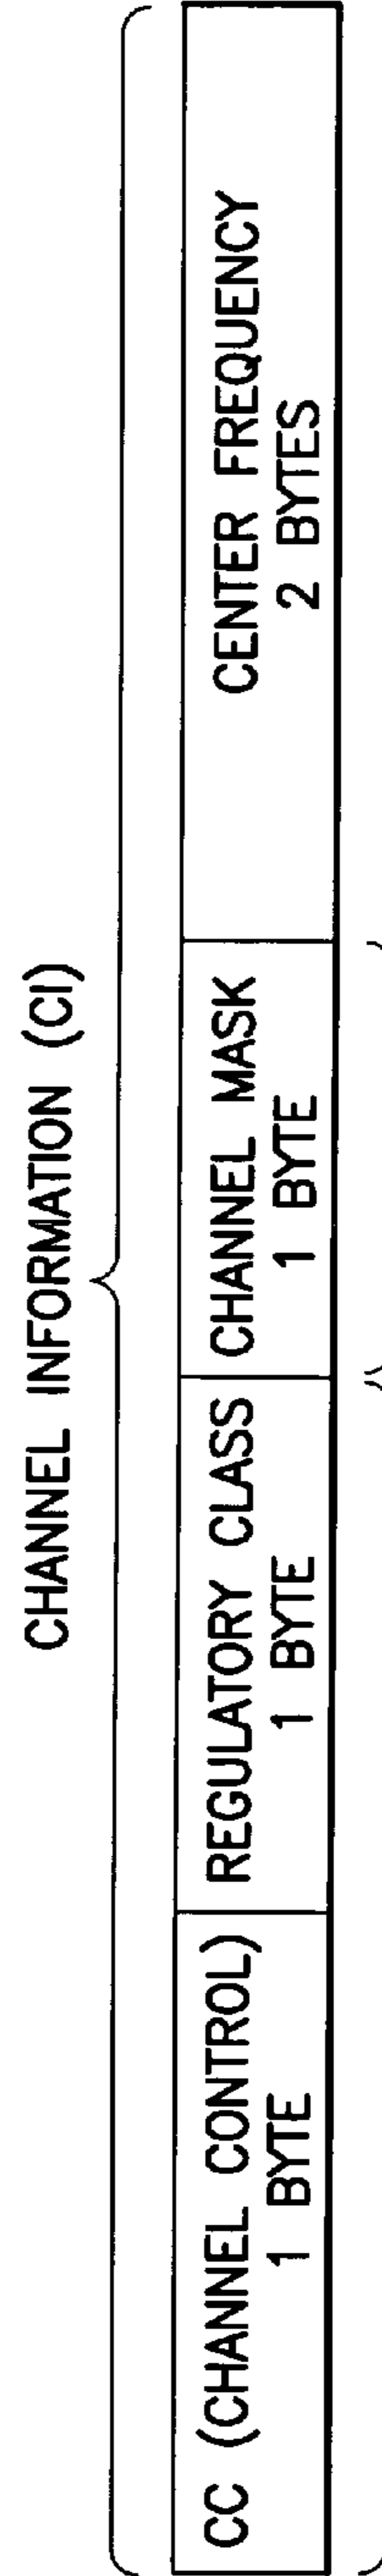 CHANNEL INFORMATION (CI)
CC (CHANNEL CONTROL)
1 BYTE
REGULATORY CLASS
1 BYTE
CHANNEL MASK
1 BYTE
CENTER FREQUENCY
2 BYTES